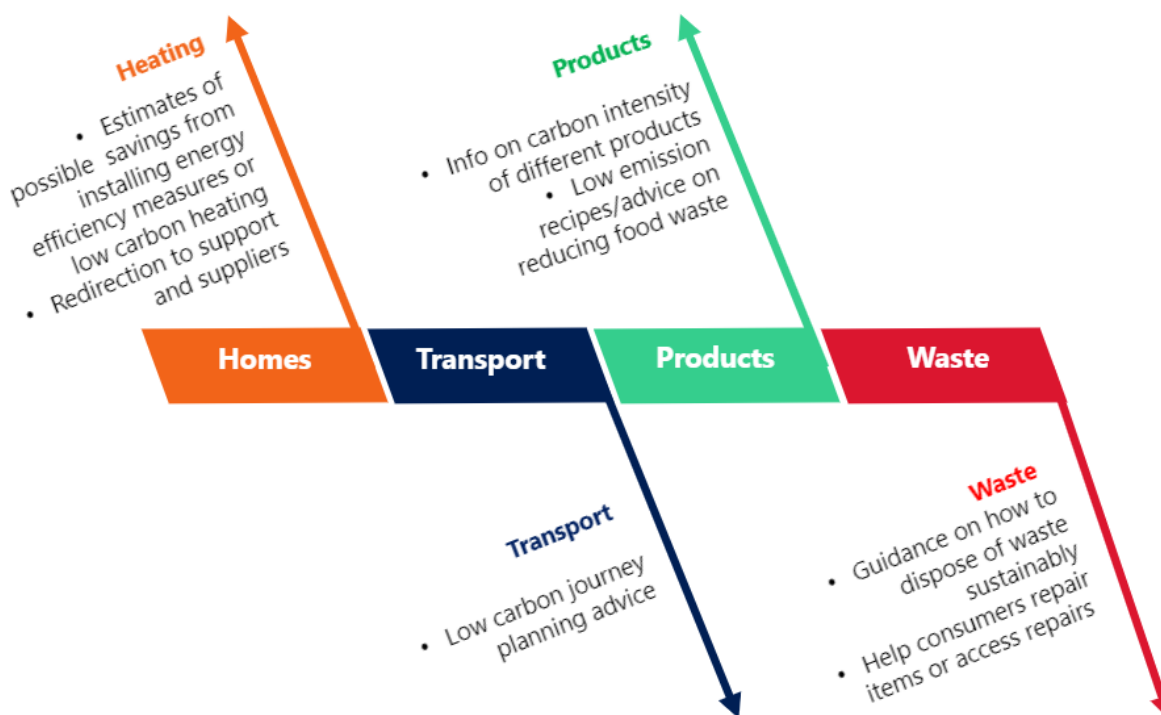 Heating
• Estimates of
possible savings from
installing energy
efficiency measures or
low carbon heating
• Redirection to support
and suppliers
Products
• Info on carbon intensity
of different products
• Low emission
recipes/advice on
reducing food waste
Homes
Transport
Products
Waste
Transport
• Low carbon journey
planning advice
Waste
• Guidance on how to
dispose of waste
sustainably
• Help consumers repair
items or access repairs